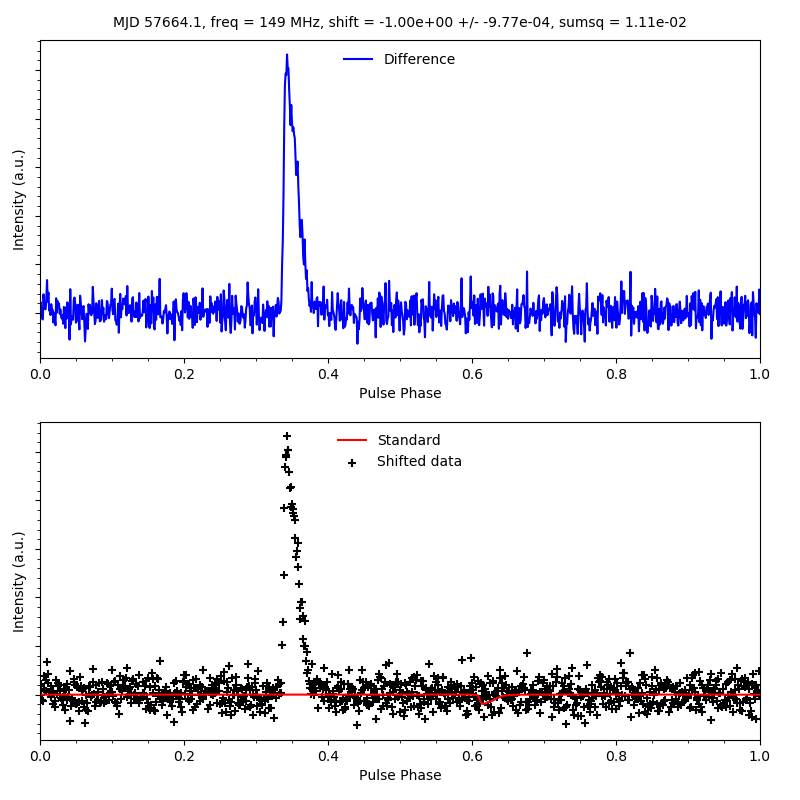 MJD 57664.1, freq = 149 MHz, shift = -1.00e+00 +/- -9.77e-04, sumsq = 1.11e-02
Difference
Intensity (a.u.)
0.0 0.2 0.4 0.6 0.8 1.0
Pulse Phase
Standard
Shifted data
Intensity (a.u.)
0.0 0.2 0.4 0.6 0.8 1.0
Pulse Phase